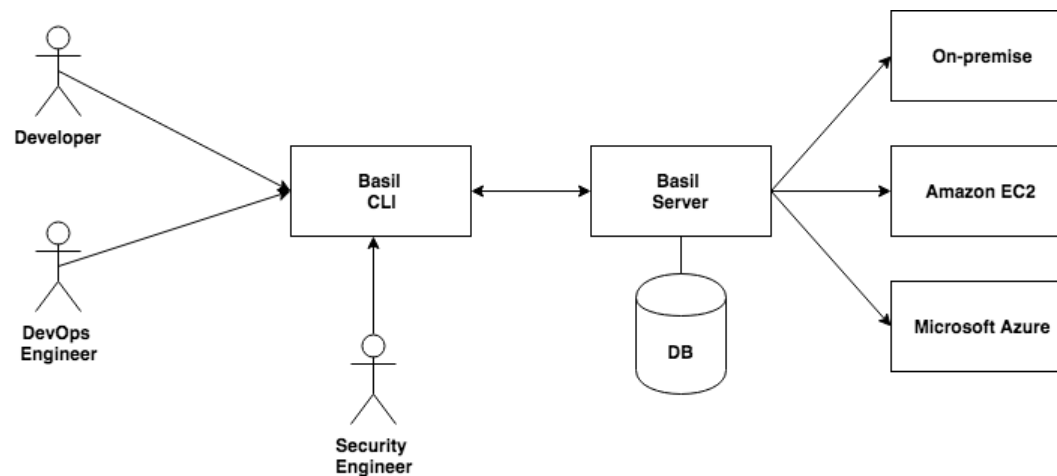 Developer
DevOps
Engineer
Security
Engineer
Basil
CLI
Basil
Server
DB
On-premise
Amazon EC2
Microsoft Azure